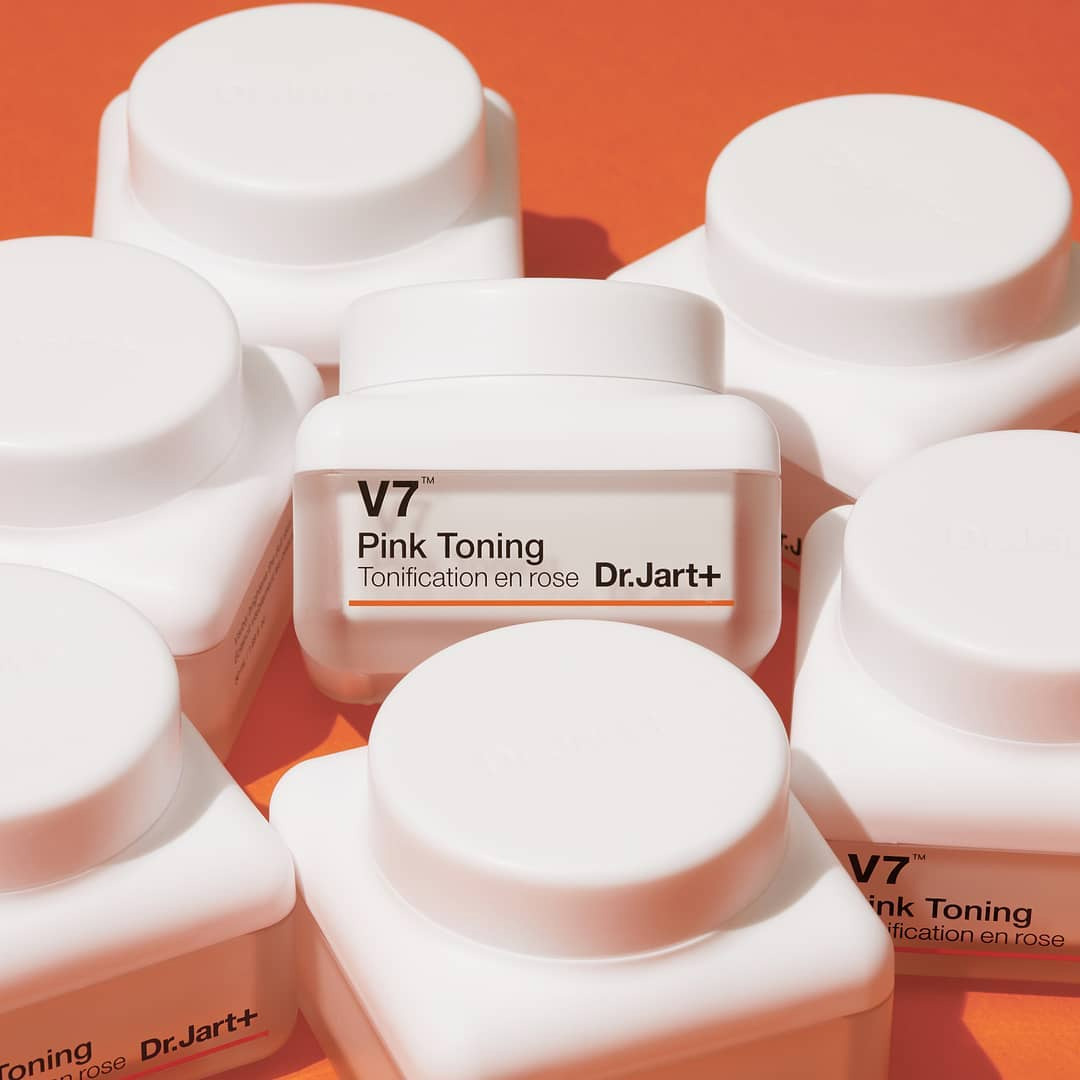 V7™
Pink Toning
Tonification en rose Dr.Jart+
V7™
ink Toning
ification en rose
Toning Dr.Jart+
rose